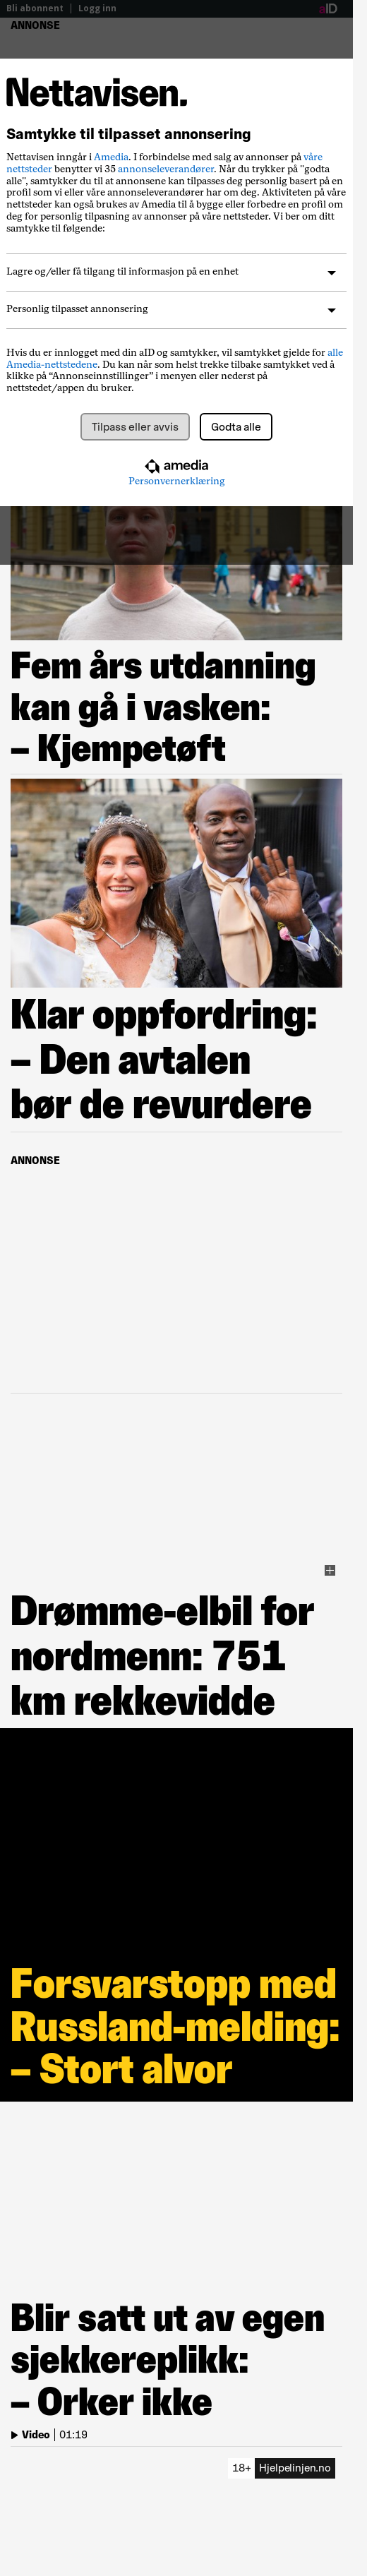 Bli abonnent | Logg inn
aID
ANNONSE
Nettavisen.
Samtykke til tilpasset annonsering
Nettavisen inngår i Amedia. I forbindelse med salg av annonser på våre
nettsteder benytter vi 35 annonseleverandører. Når du trykker på "godta
alle", samtykker du til at annonsene kan tilpasses deg personlig basert på en
profil som vi eller våre annonseleverandører har om deg. Aktiviteten på våre
nettsteder kan også brukes av Amedia til å bygge eller forbedre en profil om
deg for personlig tilpasning av annonser på våre nettsteder. Vi ber om ditt
samtykke til følgende:
Lagre og/eller få tilgang til informasjon på en enhet
Personlig tilpasset annonsering
Hvis du er innlogget med din aID og samtykker, vil samtykket gjelde for alle
Amedia-nettstedene. Du kan når som helst trekke tilbake samtykket ved å
klikke på “Annonseinnstillinger” i menyen eller nederst på
nettstedet/appen du bruker.
Tilpass eller avvis
Godta alle
amedia
Personvernerklæring
Fem års utdanning
kan gå i vasken:
– Kjempetøft
Klar oppfordring:
– Den avtalen
bør de revurdere
ANNONSE
Drømme-elbil for
nordmenn: 751
km rekkevidde
Forsvarstopp med
Russland-melding:
– Stort alvor
Blir satt ut av egen
sjekkereplikk:
– Orker ikke
Video | 01:19
18+ Hjelpelinjen.no